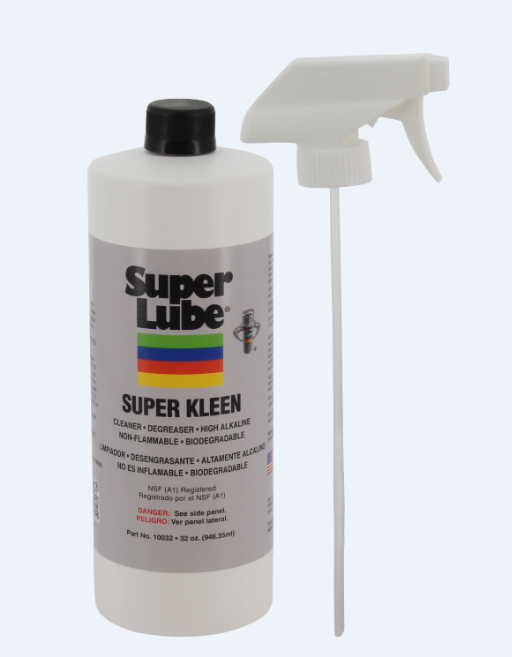 Super
Lube®
SUPER KLEEN
CLEANER • DEGREASER • HIGH ALKALINE
NON-FLAMMABLE • BIODEGRADABLE
LIMPIADOR • DESENGRASANTE • ALTAMENTE ALCALINO
NO ES INFLAMABLE • BIODEGRADABLE
NSF (A1) Registered
Registrado por el NSF (A1)
DANGER: See side panel.
PELIGRO: Ver panel lateral.
Part No. 10032 • 32 oz. (946.35ml)